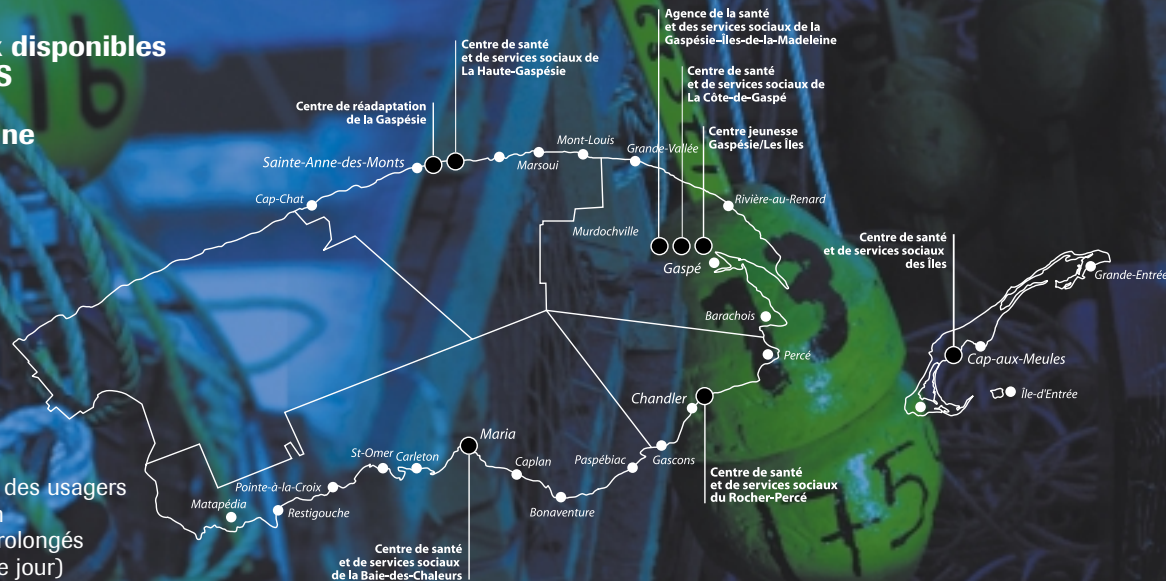 disponibles
S
ne
des usagers
rolongés
e jour)
Agence de la santé
et des services sociaux de la
Gaspésie–Îles-de-la-Madeleine
Centre de santé
et de services sociaux de
La Haute-Gaspésie
Centre de santé
et de services sociaux de
La Côte-de-Gaspé
Centre de réadaptation
de la Gaspésie
Centre jeunesse
Gaspésie/Les Îles
Sainte-Anne-des-Monts
Marsoui
Mont-Louis
Grande-Vallée
Cap-Chat
Rivière-au-Renard
Murdochville
Gaspé
Centre de santé
et de services sociaux
des Îles
Grande-Entrée
Barachois
Percé
Cap-aux-Meules
Île-d'Entrée
Chandler
Maria
St-Omer
Carleton
Caplan
Paspébiac
Gascons
Pointe-à-la-Croix
Matapédia
Restigouche
Bonaventure
Centre de santé
et de services sociaux
du Rocher-Percé
Centre de santé
et de services sociaux
de la Baie-des-Chaleurs
16
75